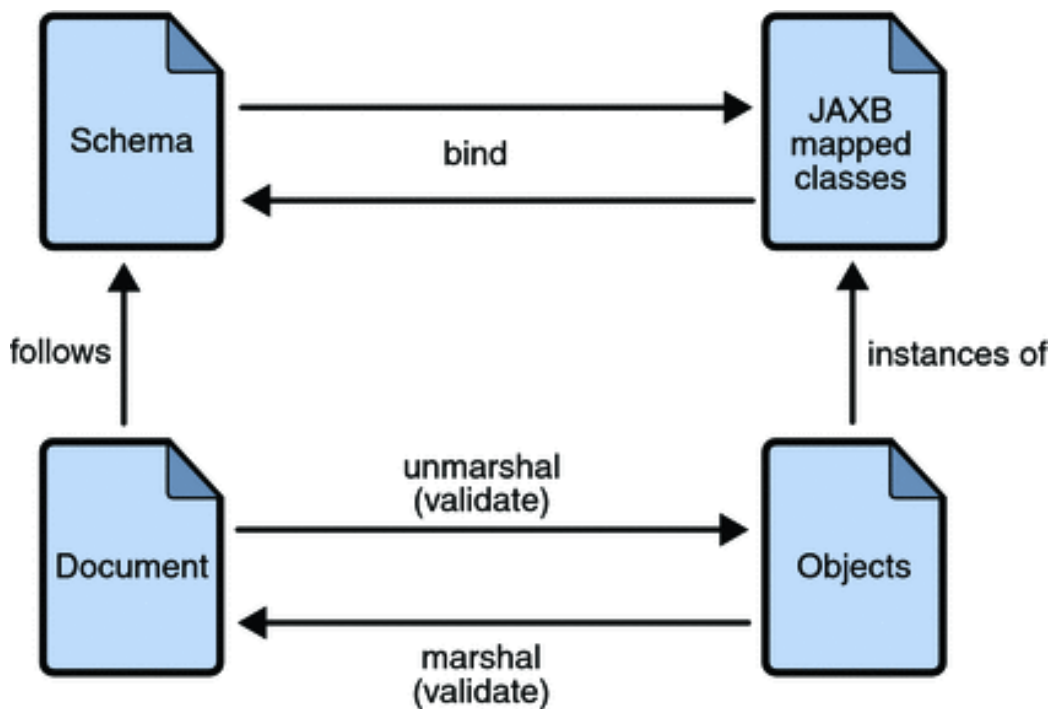 Schema
bind
JAXB
mapped
classes
follows
instances of
Document
unmarshal
(validate)
Objects
marshal
(validate)